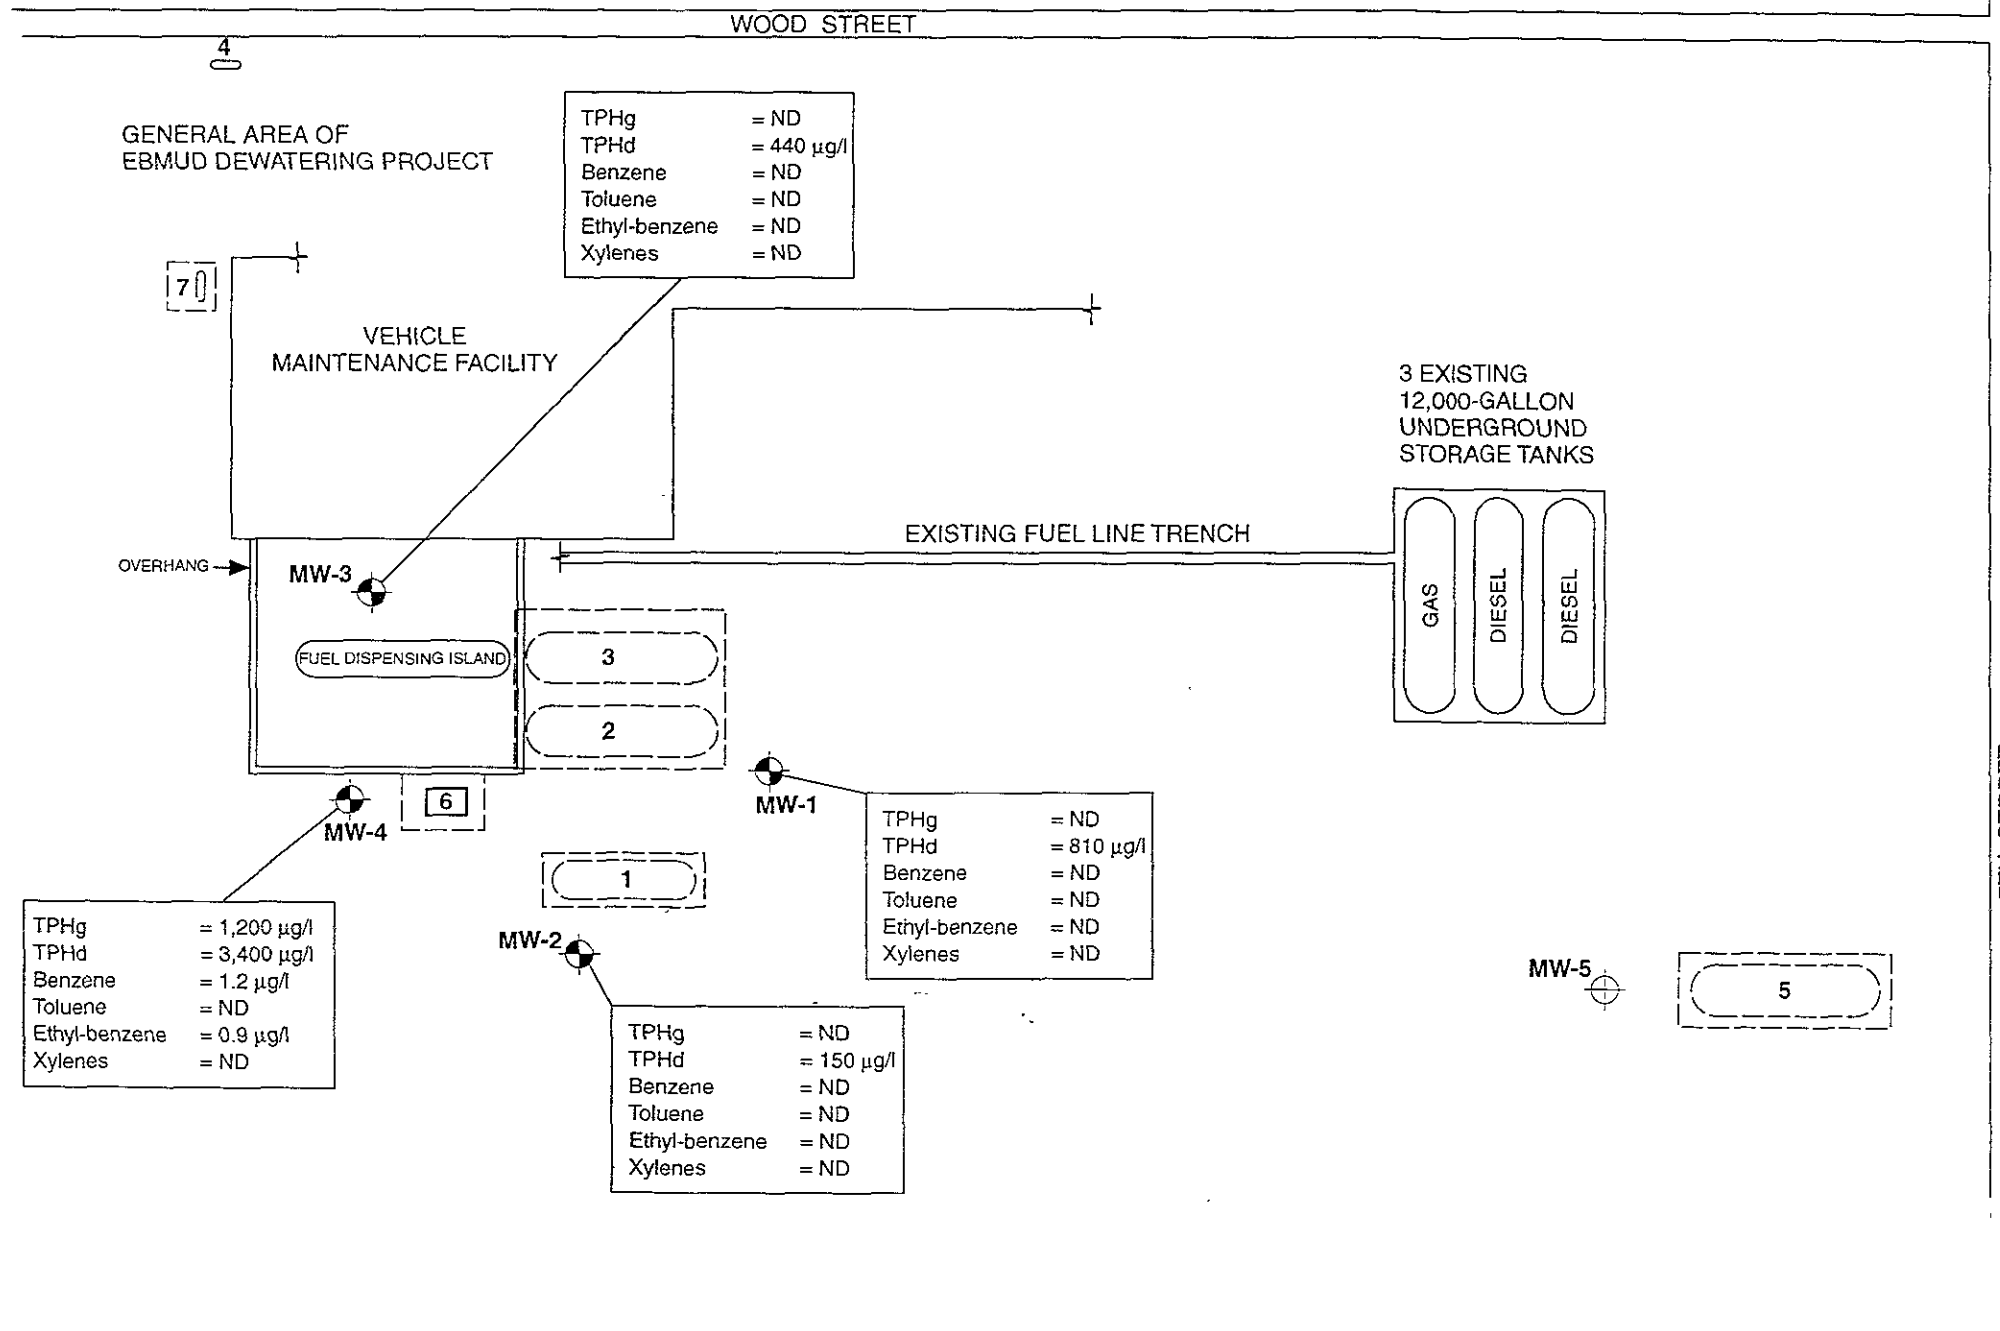 WOOD STREET
4
GENERAL AREA OF
EBMUD DEWATERING PROJECT
TPHg = ND
TPHd = 440 µg/l
Benzene = ND
Toluene = ND
Ethyl-benzene = ND
Xylenes = ND
7
VEHICLE
MAINTENANCE FACILITY
3 EXISTING
12,000-GALLON
UNDERGROUND
STORAGE TANKS
EXISTING FUEL LINE TRENCH
GAS
DIESEL
DIESEL
OVERHANG
MW-3
FUEL DISPENSING ISLAND
3
2
6
MW-1
MW-4
1
TPHg = ND
TPHd = 810 µg/l
Benzene = ND
Toluene = ND
Ethyl-benzene = ND
Xylenes = ND
TPHg = 1,200 µg/l
TPHd = 3,400 µg/l
Benzene = 1.2 µg/l
Toluene = ND
Ethyl-benzene = 0.9 µg/l
Xylenes = ND
MW-2
MW-5
5
TPHg = ND
TPHd = 150 µg/l
Benzene = ND
Toluene = ND
Ethyl-benzene = ND
Xylenes = ND